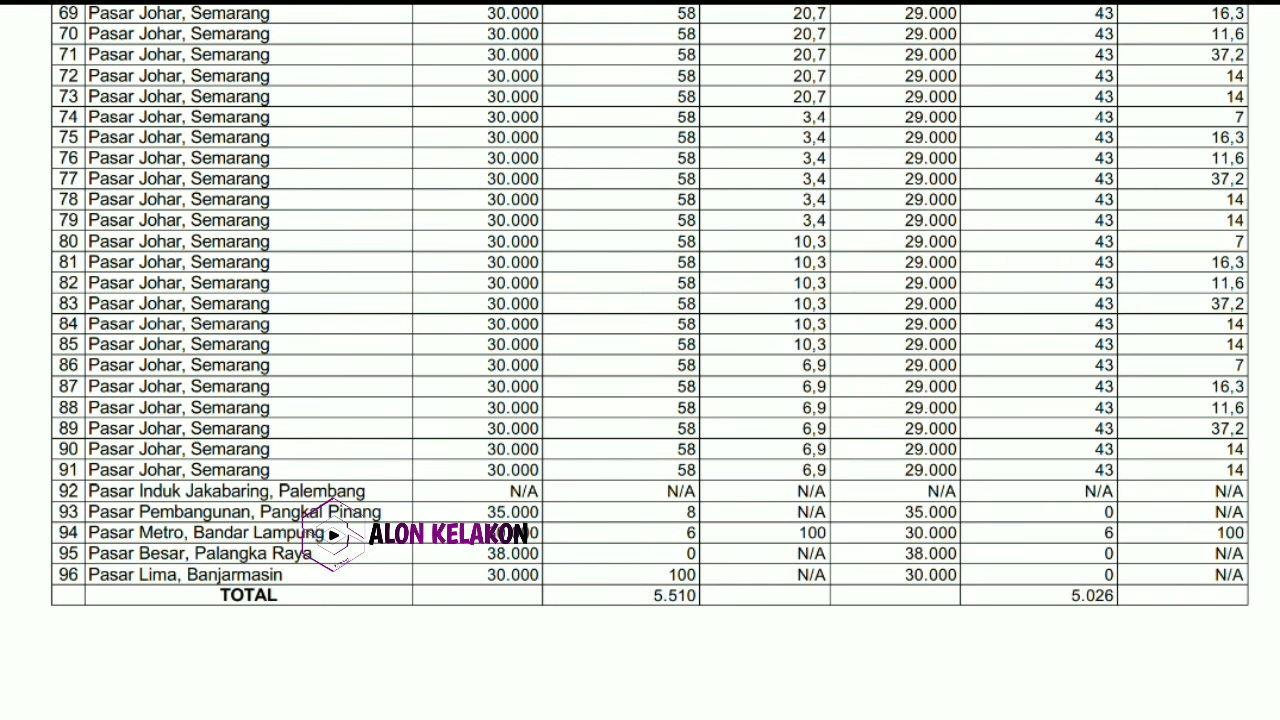 69 Pasar Johar, Semarang 30.000 58 20,7 29.000 43 16,3
70 Pasar Johar, Semarang 30.000 58 20,7 29.000 43 11,6
71 Pasar Johar, Semarang 30.000 58 20,7 29.000 43 37,2
72 Pasar Johar, Semarang 30.000 58 20,7 29.000 43 14
73 Pasar Johar, Semarang 30.000 58 20,7 29.000 43 14
74 Pasar Johar, Semarang 30.000 58 3,4 29.000 43 7
75 Pasar Johar, Semarang 30.000 58 3,4 29.000 43 16,3
76 Pasar Johar, Semarang 30.000 58 3,4 29.000 43 11,6
77 Pasar Johar, Semarang 30.000 58 3,4 29.000 43 37,2
78 Pasar Johar, Semarang 30.000 58 3,4 29.000 43 14
79 Pasar Johar, Semarang 30.000 58 3,4 29.000 43 14
80 Pasar Johar, Semarang 30.000 58 10,3 29.000 43 7
81 Pasar Johar, Semarang 30.000 58 10,3 29.000 43 16,3
82 Pasar Johar, Semarang 30.000 58 10,3 29.000 43 11,6
83 Pasar Johar, Semarang 30.000 58 10,3 29.000 43 37,2
84 Pasar Johar, Semarang 30.000 58 10,3 29.000 43 14
85 Pasar Johar, Semarang 30.000 58 10,3 29.000 43 14
86 Pasar Johar, Semarang 30.000 58 6,9 29.000 43 7
87 Pasar Johar, Semarang 30.000 58 6,9 29.000 43 16,3
88 Pasar Johar, Semarang 30.000 58 6,9 29.000 43 11,6
89 Pasar Johar, Semarang 30.000 58 6,9 29.000 43 37,2
90 Pasar Johar, Semarang 30.000 58 6,9 29.000 43 14
91 Pasar Johar, Semarang 30.000 58 6,9 29.000 43 14
92 Pasar Induk Jakabaring, Palembang N/A N/A N/A N/A N/A N/A
93 Pasar Pembangunan, Pangkal Pinang 35.000 8 N/A 35.000 0 N/A
94 Pasar Metro, Bandar Lampung 6 100 30.000 6 100
ALON KELAKON
95 Pasar Besar, Palangka Raya 38.000 0 N/A 38.000 0 N/A
96 Pasar Lima, Banjarmasin 30.000 100 N/A 30.000 0 N/A
TOTAL 5.510 5.026